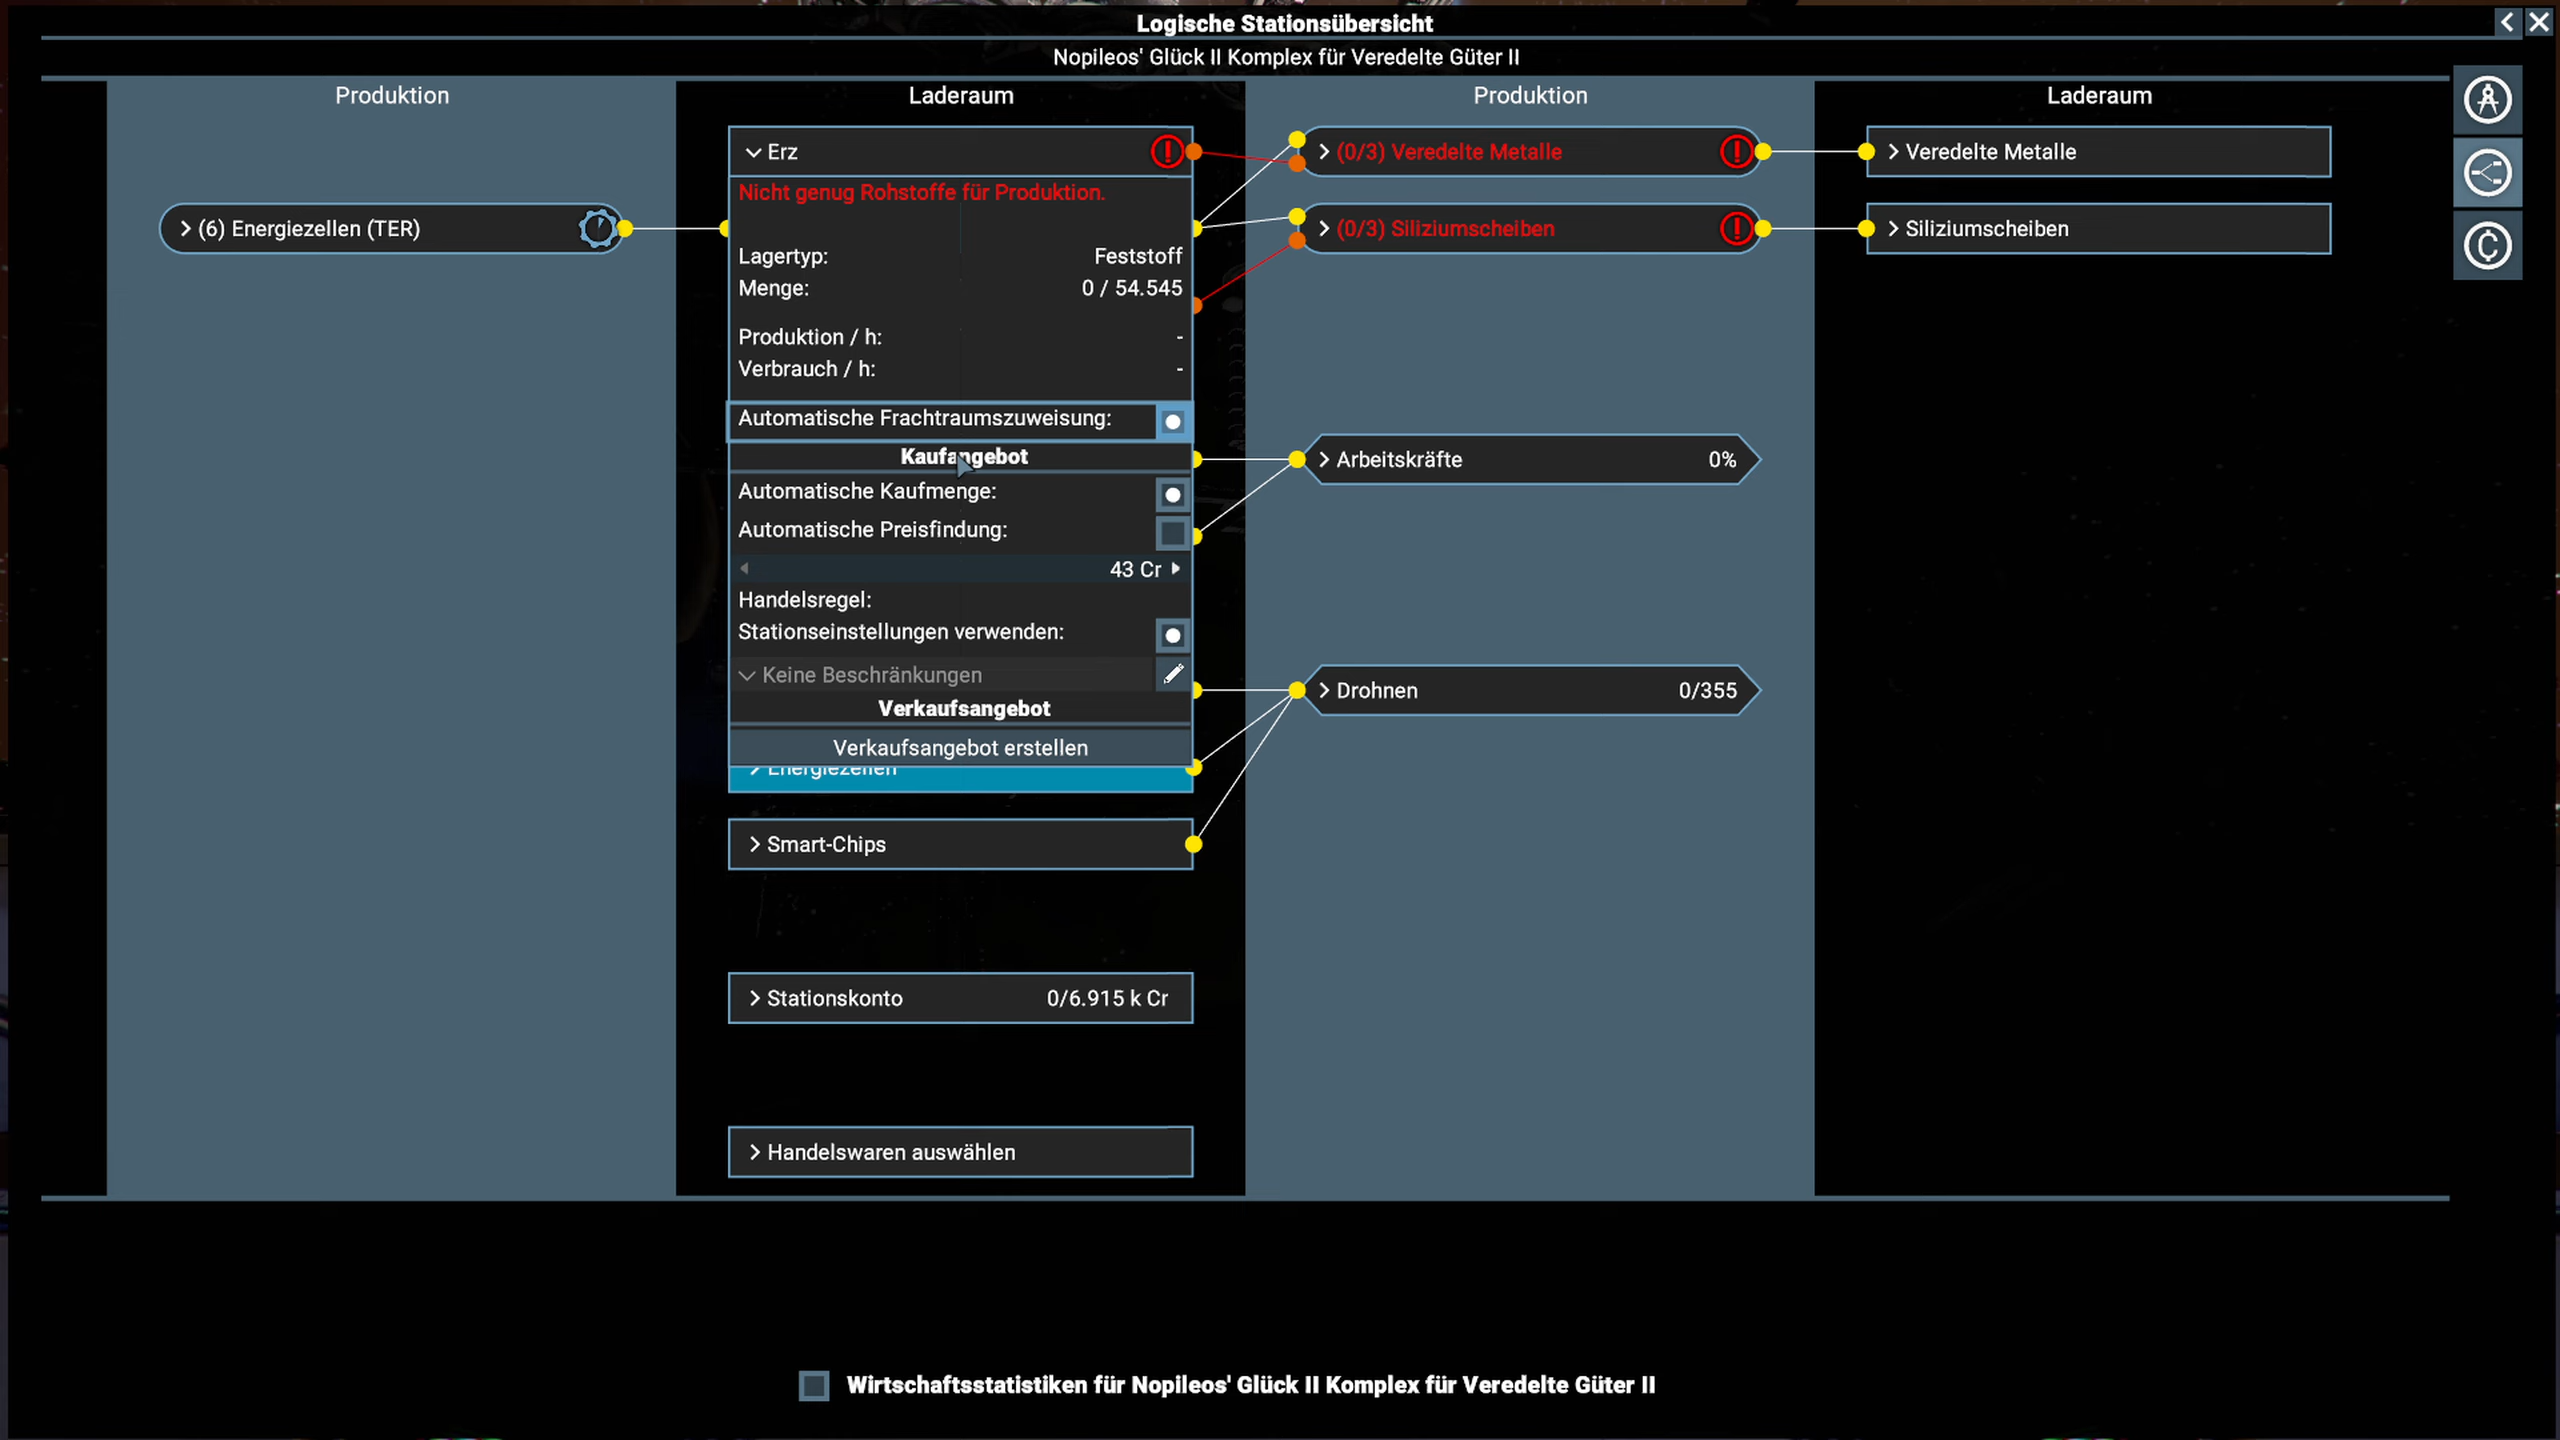 Logische Stationsübersicht
Nopileos' Glück II Komplex für Veredelte Güter II
Produktion
Laderaum
Produktion
Laderaum
(6) Energiezellen (TER)
Erz
Nicht genug Rohstoffe für Produktion.
Lagertyp: Feststoff
Menge: 0 / 54.545
Produktion / h: -
Verbrauch / h: -
Automatische Frachtraumszuweisung:
Kaufangebot
Automatische Kaufmenge:
Automatische Preisfindung:
43 Cr
Handelsregel:
Stationseinstellungen verwenden:
Keine Beschränkungen
Verkaufsangebot
Verkaufsangebot erstellen
Energiezellen
Smart-Chips
Stationskonto 0/6.915 k Cr
Handelswaren auswählen
(0/3) Veredelte Metalle
(0/3) Siliziumscheiben
Arbeitskräfte 0%
Drohnen 0/355
Veredelte Metalle
Siliziumscheiben
Wirtschaftsstatistiken für Nopileos' Glück II Komplex für Veredelte Güter II